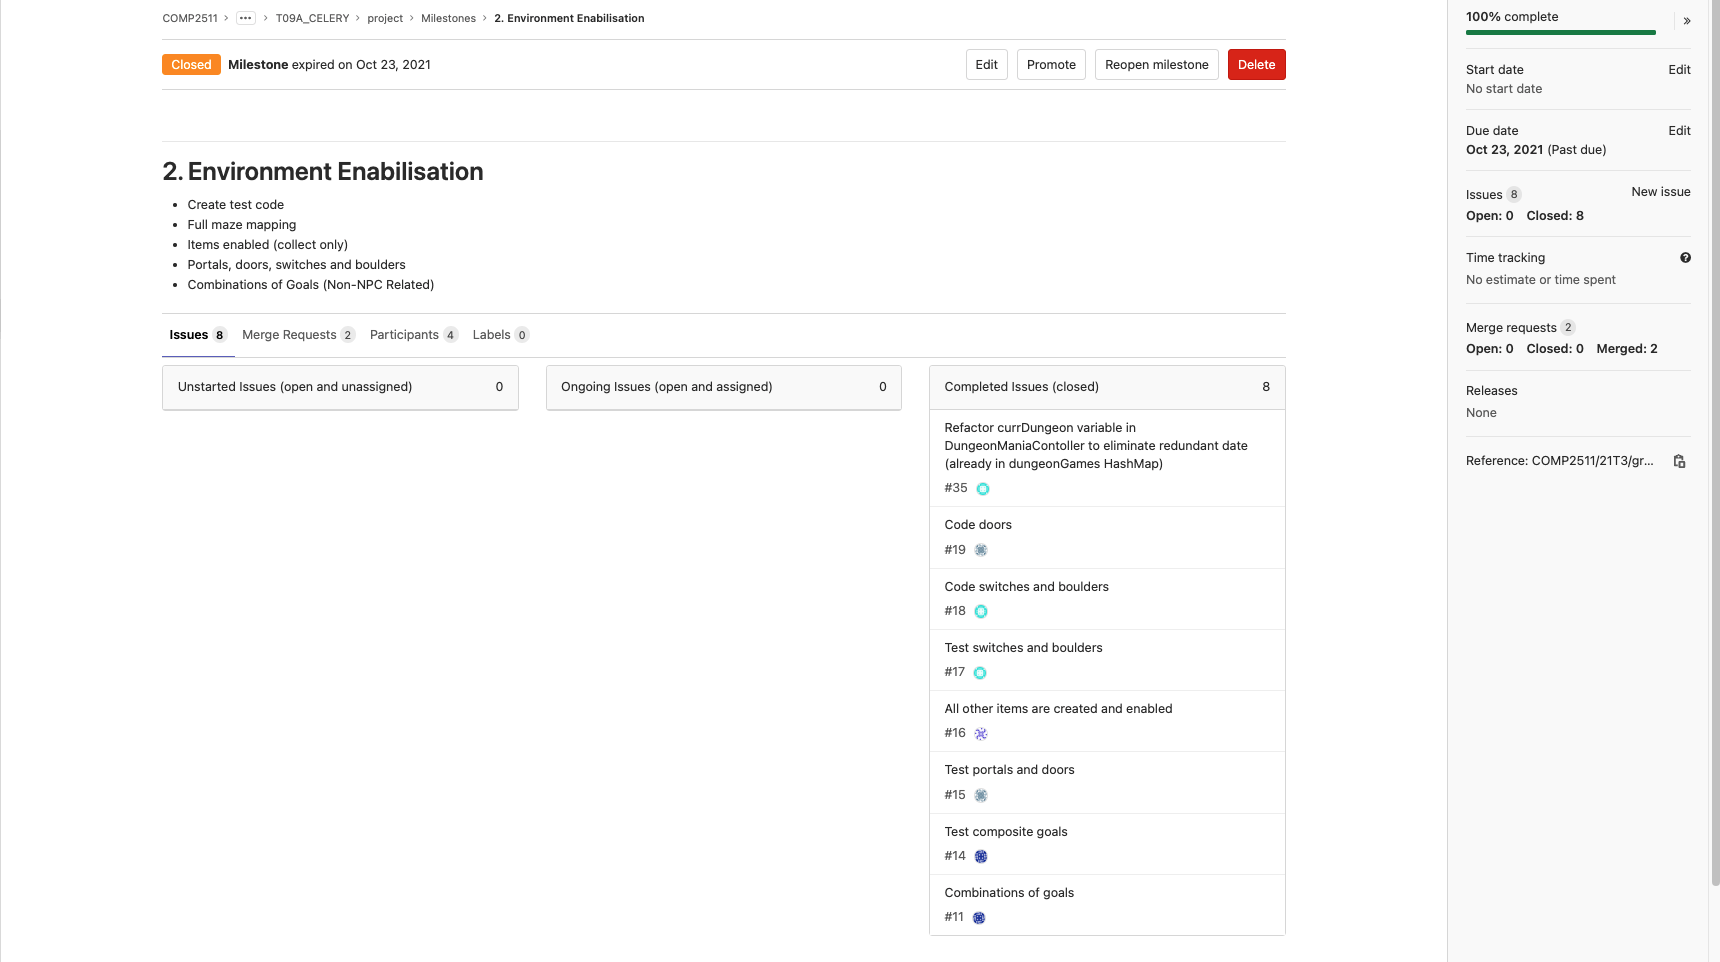 COMP2511 > ... > T09A_CELERY > project > Milestones > 2. Environment Enabilisation
Closed Milestone expired on Oct 23, 2021
Edit Promote Reopen milestone Delete
2. Environment Enabilisation
• Create test code
• Full maze mapping
• Items enabled (collect only)
• Portals, doors, switches and boulders
• Combinations of Goals (Non-NPC Related)
Issues 8 Merge Requests 2 Participants 4 Labels 0
Unstarted Issues (open and unassigned) 0
Ongoing Issues (open and assigned) 0
Completed Issues (closed) 8
Refactor currDungeon variable in
DungeonManiaContoller to eliminate redundant date
(already in dungeonGames HashMap)
#35
Code doors
#19
Code switches and boulders
#18
Test switches and boulders
#17
All other items are created and enabled
#16
Test portals and doors
#15
Test composite goals
#14
Combinations of goals
#11
100% complete »
Start date Edit
No start date
Due date Edit
Oct 23, 2021 (Past due)
Issues 8 New issue
Open: 0 Closed: 8
Time tracking ?
No estimate or time spent
Merge requests 2
Open: 0 Closed: 0 Merged: 2
Releases
None
Reference: COMP2511/21T3/gr...